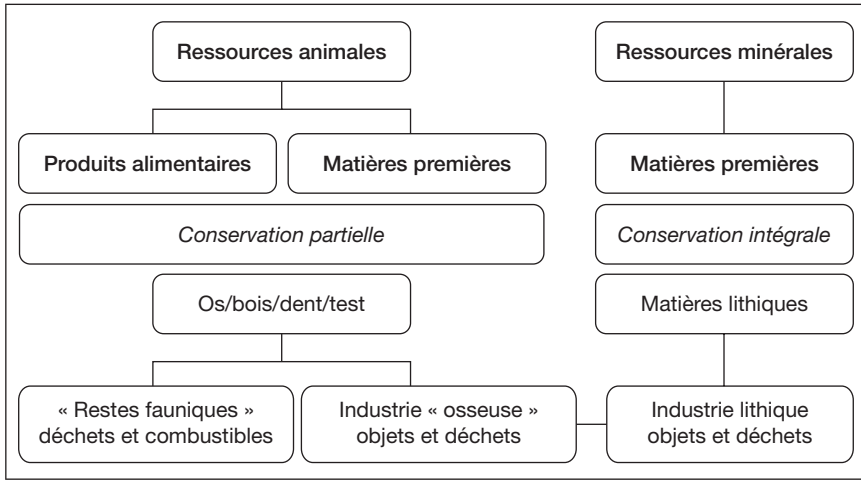 Ressources animales
Ressources minérales
Produits alimentaires
Matières premières
Matières premières
Conservation partielle
Conservation intégrale
Os/bois/dent/test
Matières lithiques
« Restes fauniques »
déchets et combustibles
Industrie « osseuse »
objets et déchets
Industrie lithique
objets et déchets